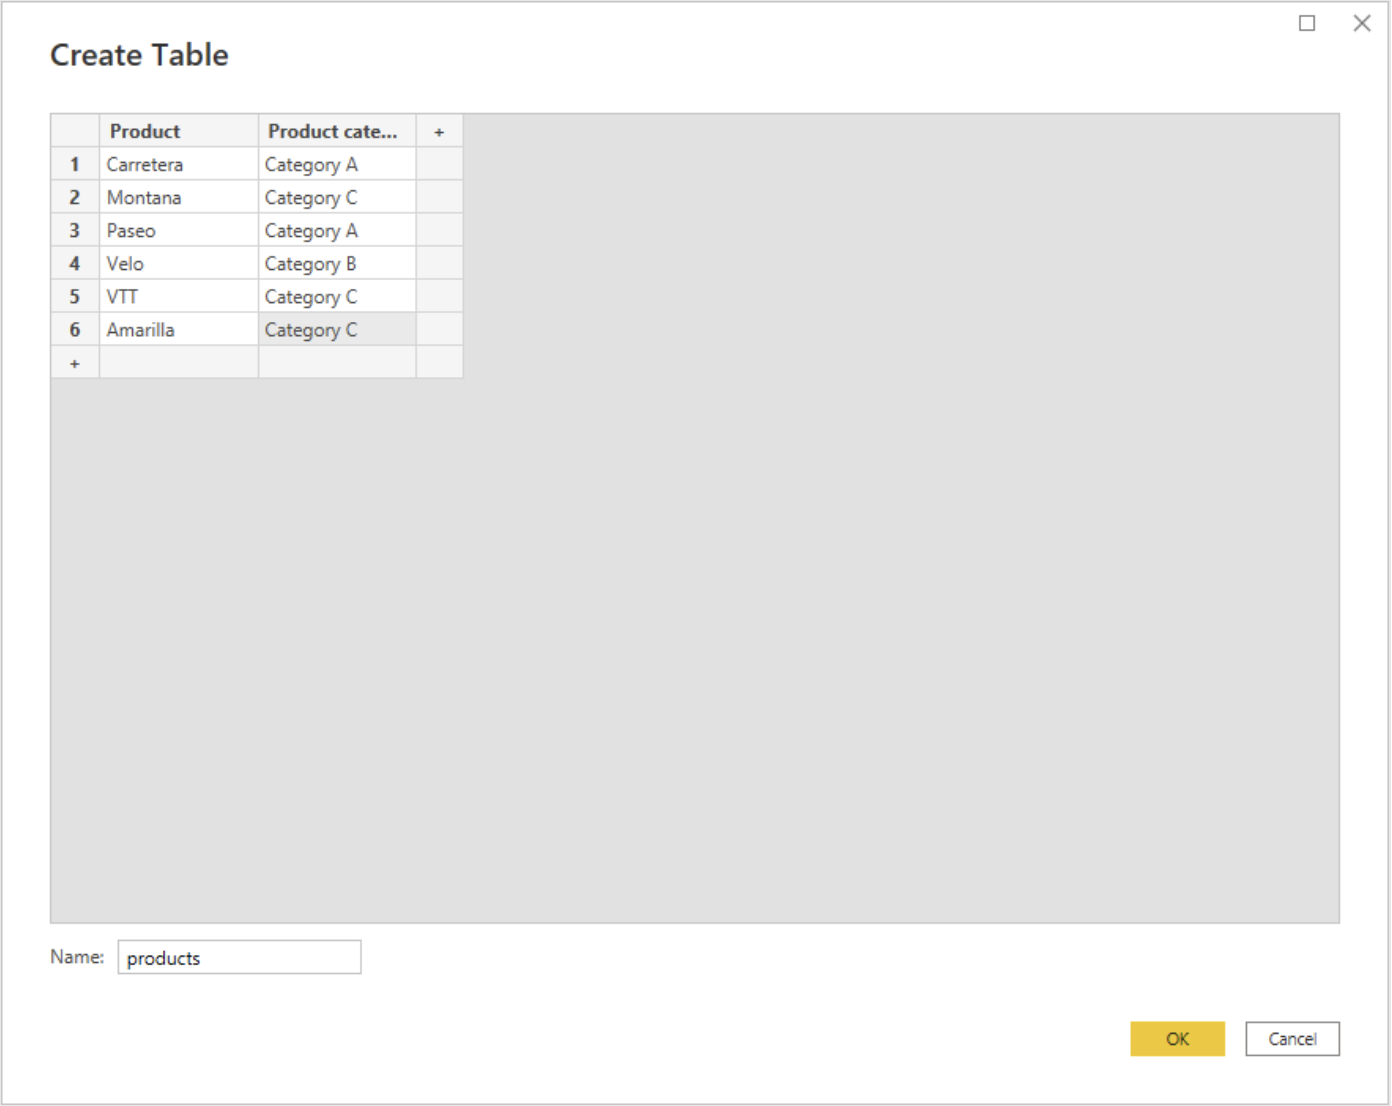 Create Table
Product Product cate... +
1 Carretera Category A
2 Montana Category C
3 Paseo Category A
4 Velo Category B
5 VTT Category C
6 Amarilla Category C
+
Name: products
OK Cancel